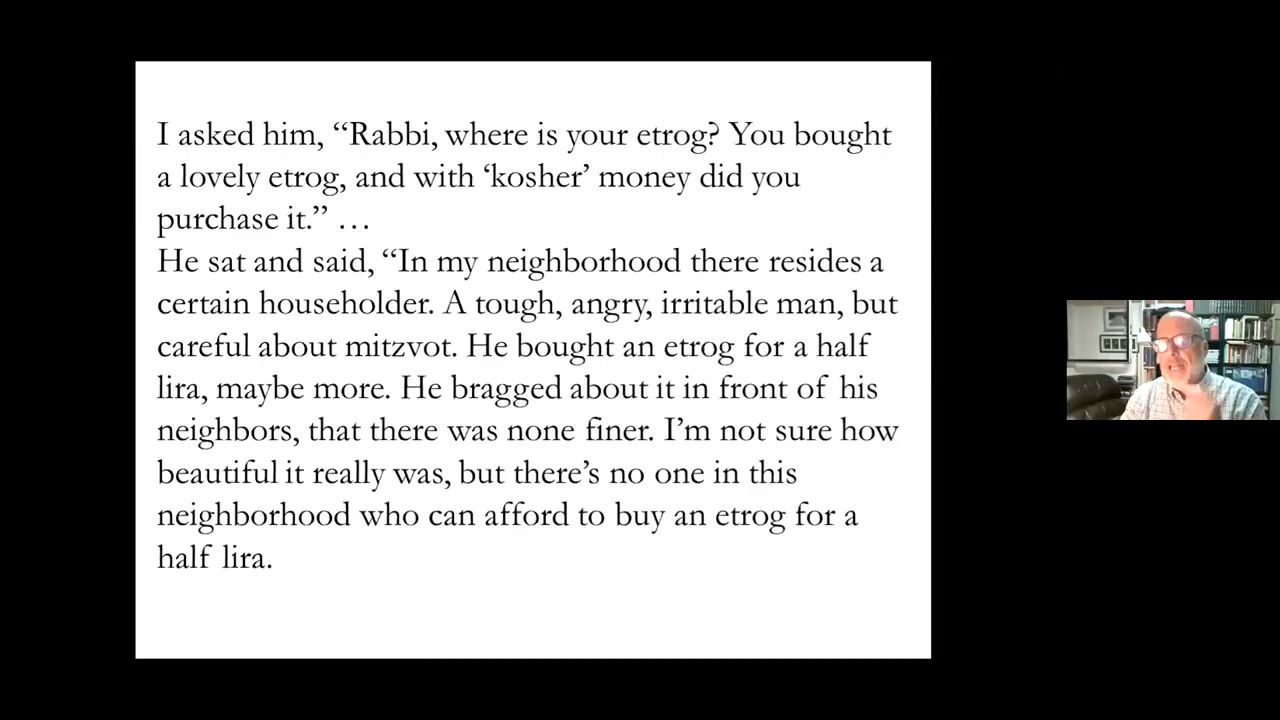 I asked him, “Rabbi, where is your etrog? You bought
a lovely etrog, and with ‘kosher’ money did you
purchase it.” …
He sat and said, “In my neighborhood there resides a
certain householder. A tough, angry, irritable man, but
careful about mitzvot. He bought an etrog for a half
lira, maybe more. He bragged about it in front of his
neighbors, that there was none finer. I’m not sure how
beautiful it really was, but there’s no one in this
neighborhood who can afford to buy an etrog for a
half lira.